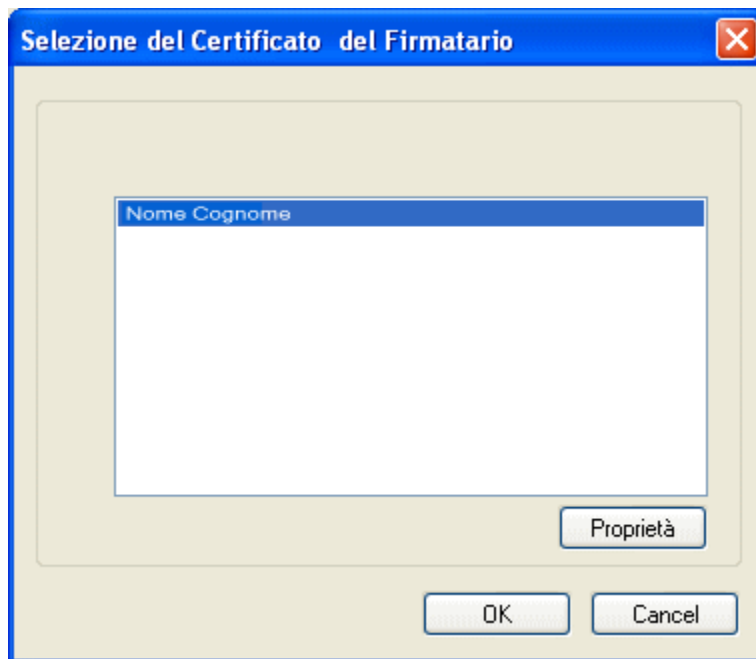 Selezione del Certificato del Firmatario
Nome Cognome
Proprietà
OK
Cancel